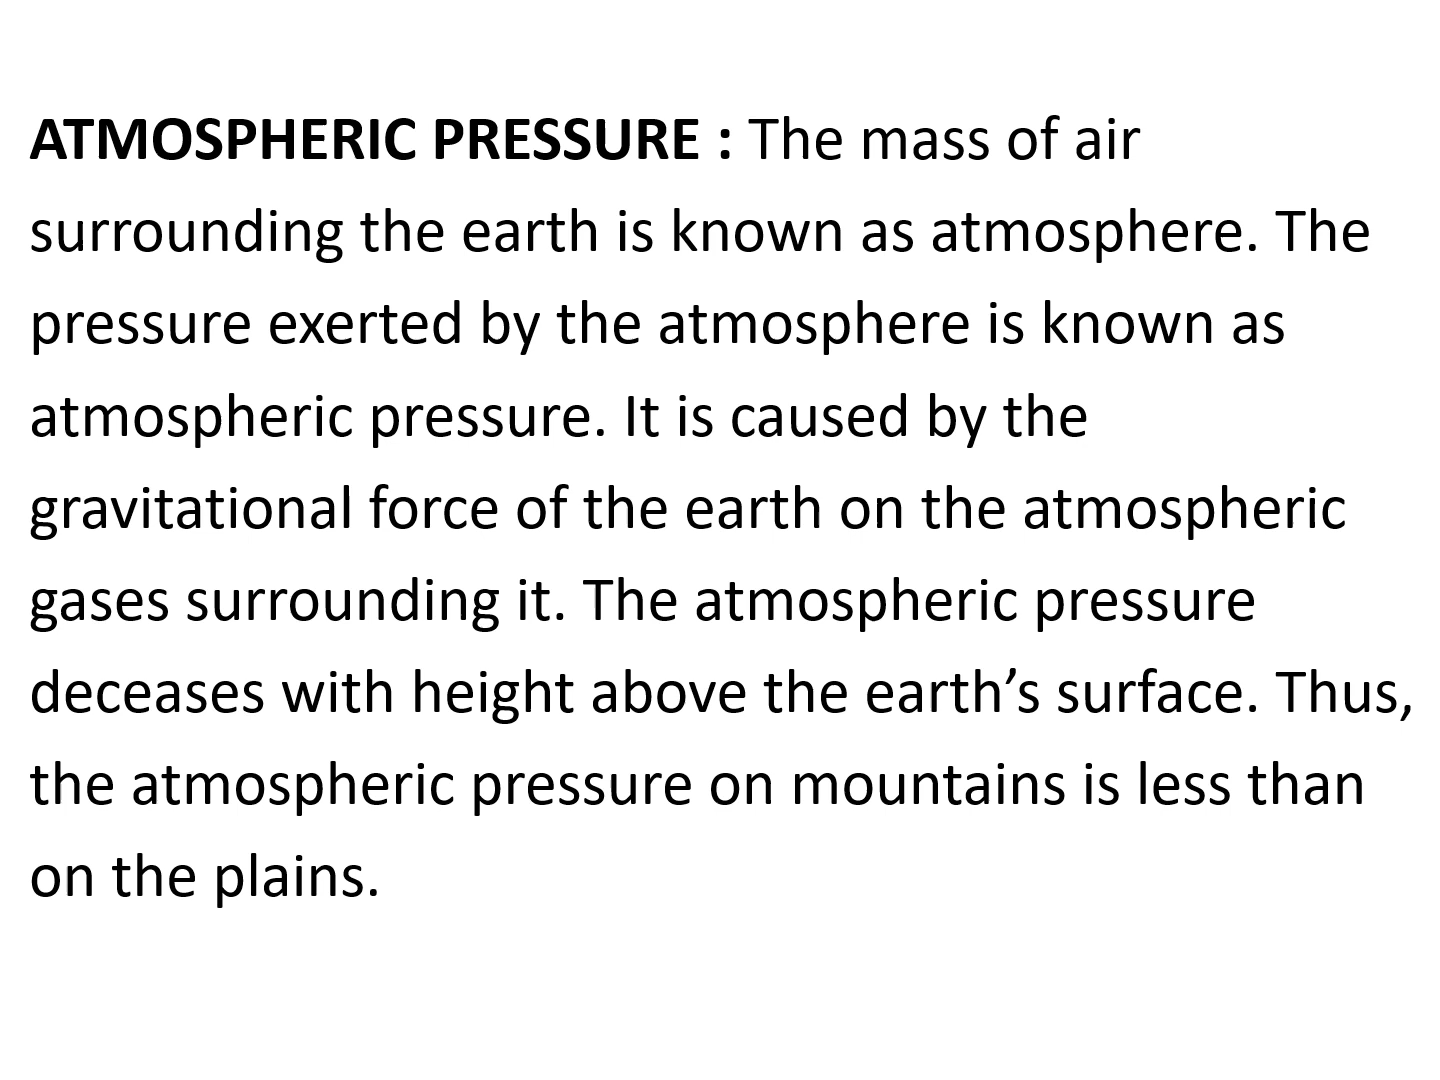 ATMOSPHERIC PRESSURE : The mass of air
surrounding the earth is known as atmosphere. The
pressure exerted by the atmosphere is known as
atmospheric pressure. It is caused by the
gravitational force of the earth on the atmospheric
gases surrounding it. The atmospheric pressure
deceases with height above the earth’s surface. Thus,
the atmospheric pressure on mountains is less than
on the plains.